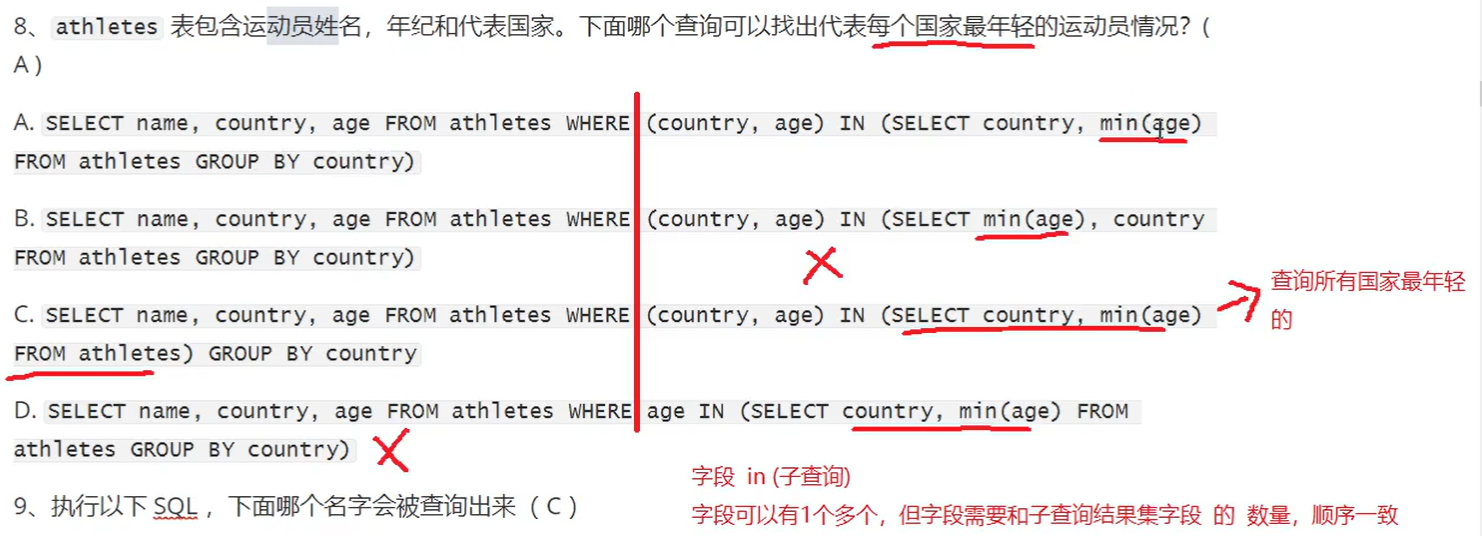 8、athletes 表包含运动员姓名，年纪和代表国家。下面哪个查询可以找出代表每个国家最年轻的运动员情况？(
A )
A. SELECT name, country, age FROM athletes WHERE (country, age) IN (SELECT country, min(age)
FROM athletes GROUP BY country)
B. SELECT name, country, age FROM athletes WHERE (country, age) IN (SELECT min(age), country
FROM athletes GROUP BY country)
C. SELECT name, country, age FROM athletes WHERE (country, age) IN (SELECT country, min(age)
FROM athletes) GROUP BY country
查询所有国家最年轻
的
D. SELECT name, country, age FROM athletes WHERE age IN (SELECT country, min(age) FROM
athletes GROUP BY country)
字段 in (子查询)
字段可以有1个多个，但字段需要和子查询结果集字段 的 数量，顺序一致
9、执行以下 SQL ，下面哪个名字会被查询出来（ C ）